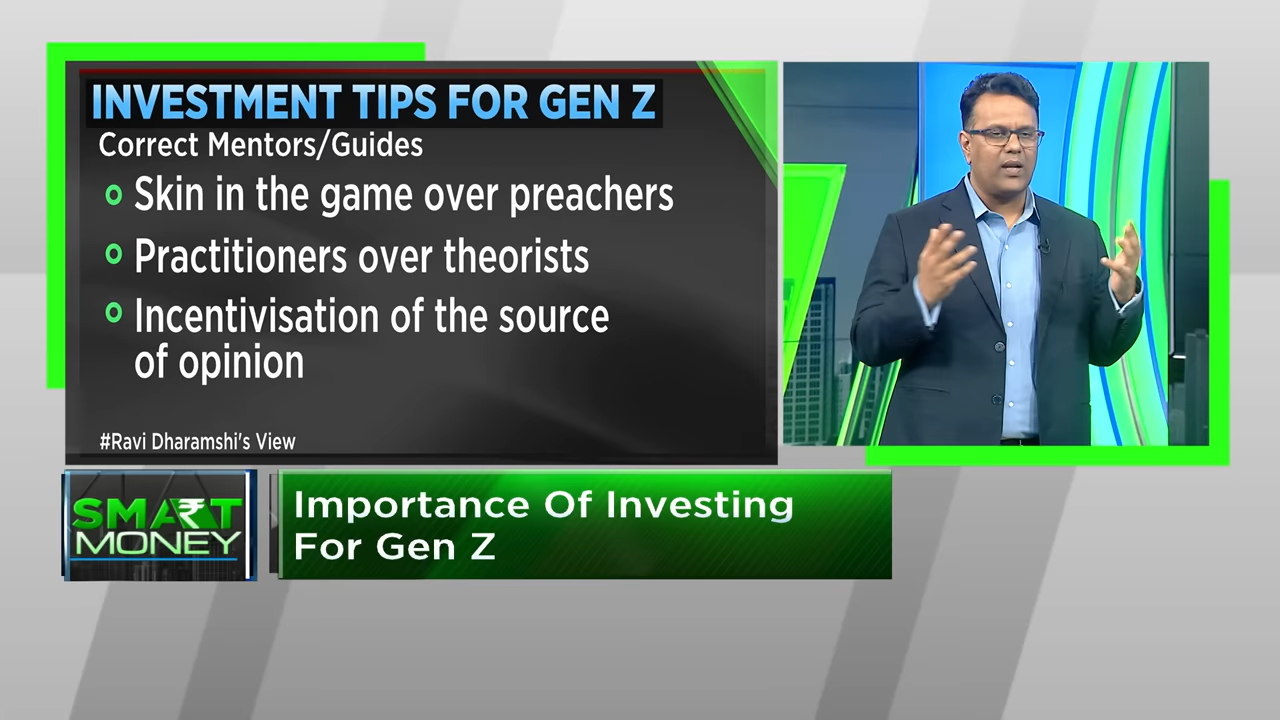 INVESTMENT TIPS FOR GEN Z
Correct Mentors/Guides
Skin in the game over preachers
Practitioners over theorists
Incentivisation of the source
of opinion
#Ravi Dharamshi's View
SMA₹T
MONEY
Importance Of Investing
For Gen Z